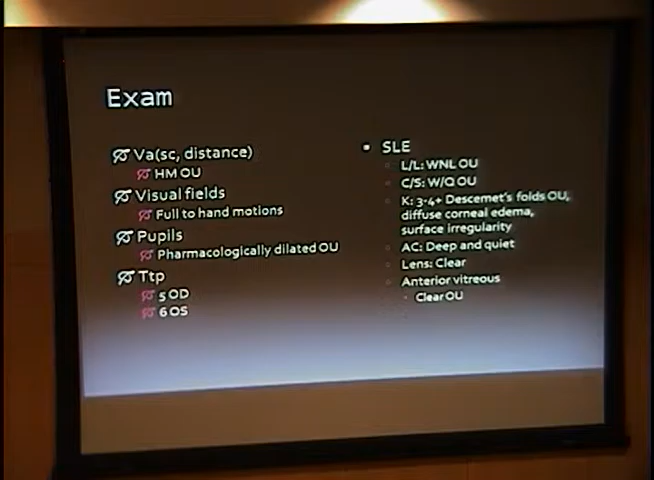 Exam
Va(sc, distance)
HM OU
Visual fields
Full to hand motions
Pupils
Pharmacologically dilated OU
Ttp
5 OD
6 OS
SLE
L/L: WNL OU
C/S: W/Q OU
K: 3-4+ Descemet's folds OU,
diffuse corneal edema,
surface irregularity
AC: Deep and quiet
Lens: Clear
Anterior vitreous
Clear OU